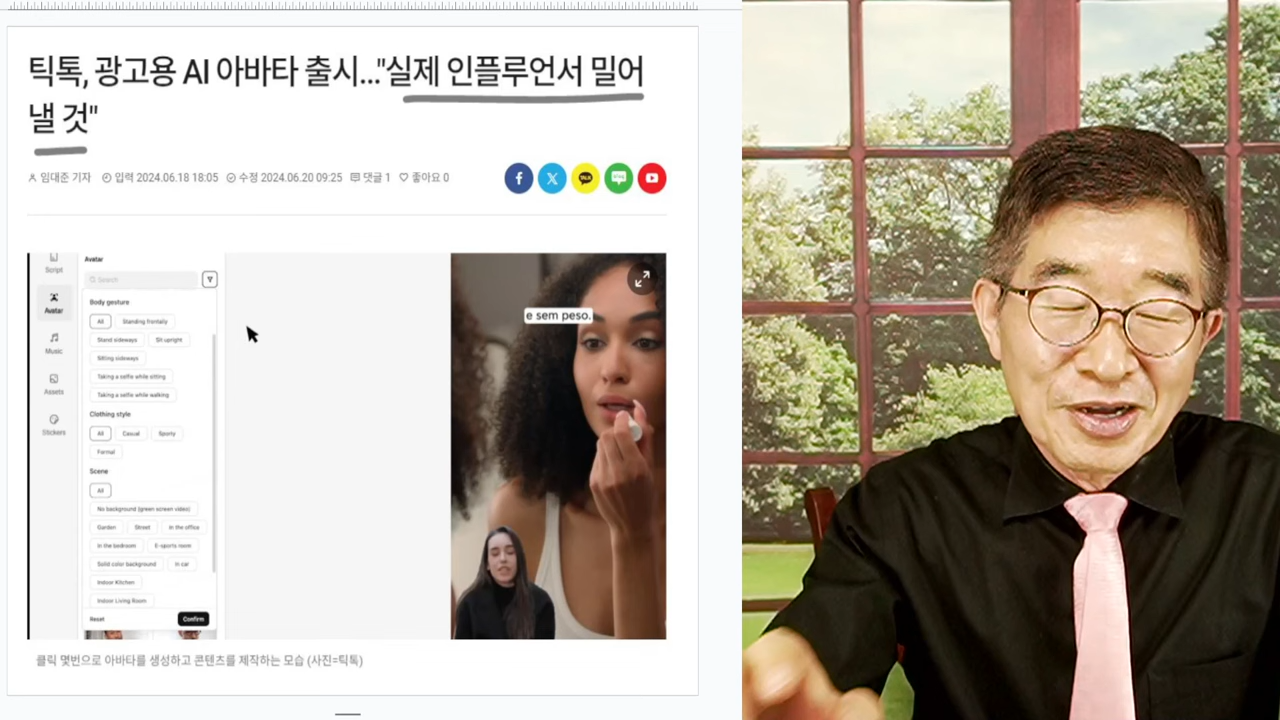 틱톡, 광고용 AI 아바타 출시..."실제 인플루언서 밀어
낼 것"
임대준 기자 입력 2024.06.18 18:05 수정 2024.06.20 09:25 댓글 1 좋아요 0
TALK
blog
Script
Avatar
Music
Assets
Stickers
Avatar
Search
Body gesture
All Standing frontally
Stand sideways Sit upright
Sitting sideways
Taking a selfie while sitting
Taking a selfie while walking
Clothing style
All Casual Sporty
Formal
Scene
All
No background (green screen video)
Garden Street In the office
In the bedroom E-sports room
Solid color background In car
Indoor Kitchen
Indoor Living Room
Reset Confirm
e sem peso.
클릭 몇번으로 아바타를 생성하고 콘텐츠를 제작하는 모습 (사진=틱톡)